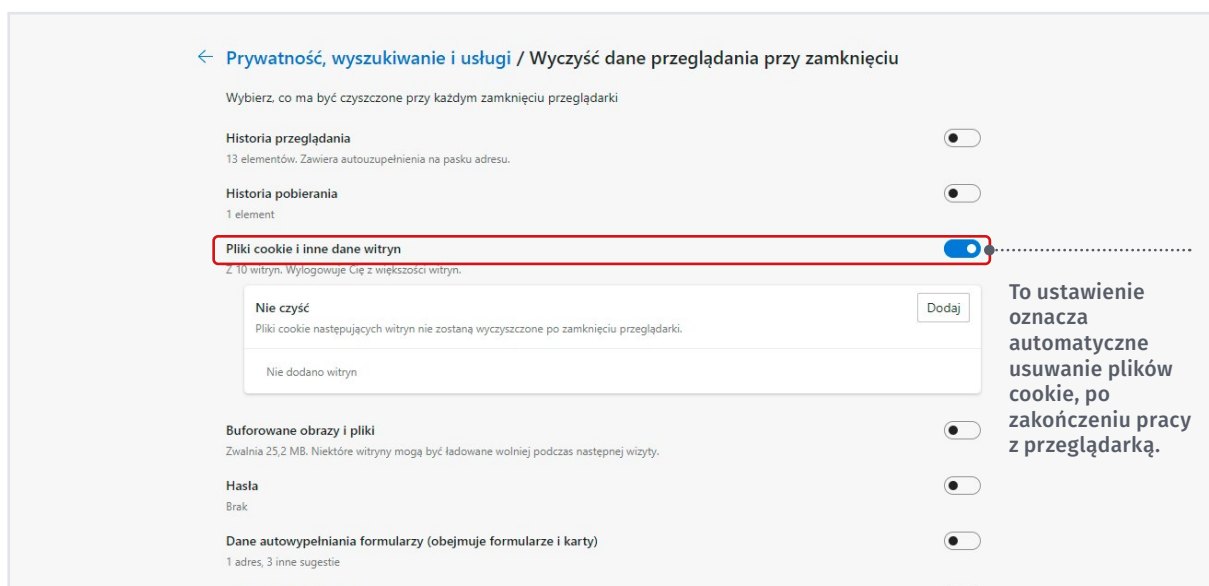 Prywatność, wyszukiwanie i usługi / Wyczyść dane przeglądania przy zamknięciu
Wybierz, co ma być czyszczone przy każdym zamknięciu przeglądarki
Historia przeglądania
13 elementów. Zawiera autouzupełnienia na pasku adresu.
Historia pobierania
1 element
Pliki cookie i inne dane witryn
Z 10 witryn. Wylogowuje Cię z większości witryn.
Nie czyść
Dodaj
Pliki cookie następujących witryn nie zostaną wyczyszczone po zamknięciu przeglądarki.
Nie dodano witryn
To ustawienie
oznacza
automatyczne
usuwanie plików
cookie, po
zakończeniu pracy
z przeglądarką.
Buforowane obrazy i pliki
Zwalnia 25,2 MB. Niektóre witryny mogą być ładowane wolniej podczas następnej wizyty.
Hasła
Brak
Dane autowypełniania formularzy (obejmuje formularze i karty)
1 adres, 3 inne sugestie